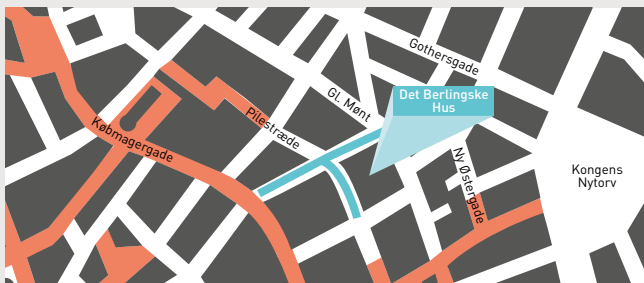 Gothersgade
Det Berlingske
Hus
Gl. Mønt
Pilestræde
Købmagergade
Ny Østergade
Kongens
Nytorv